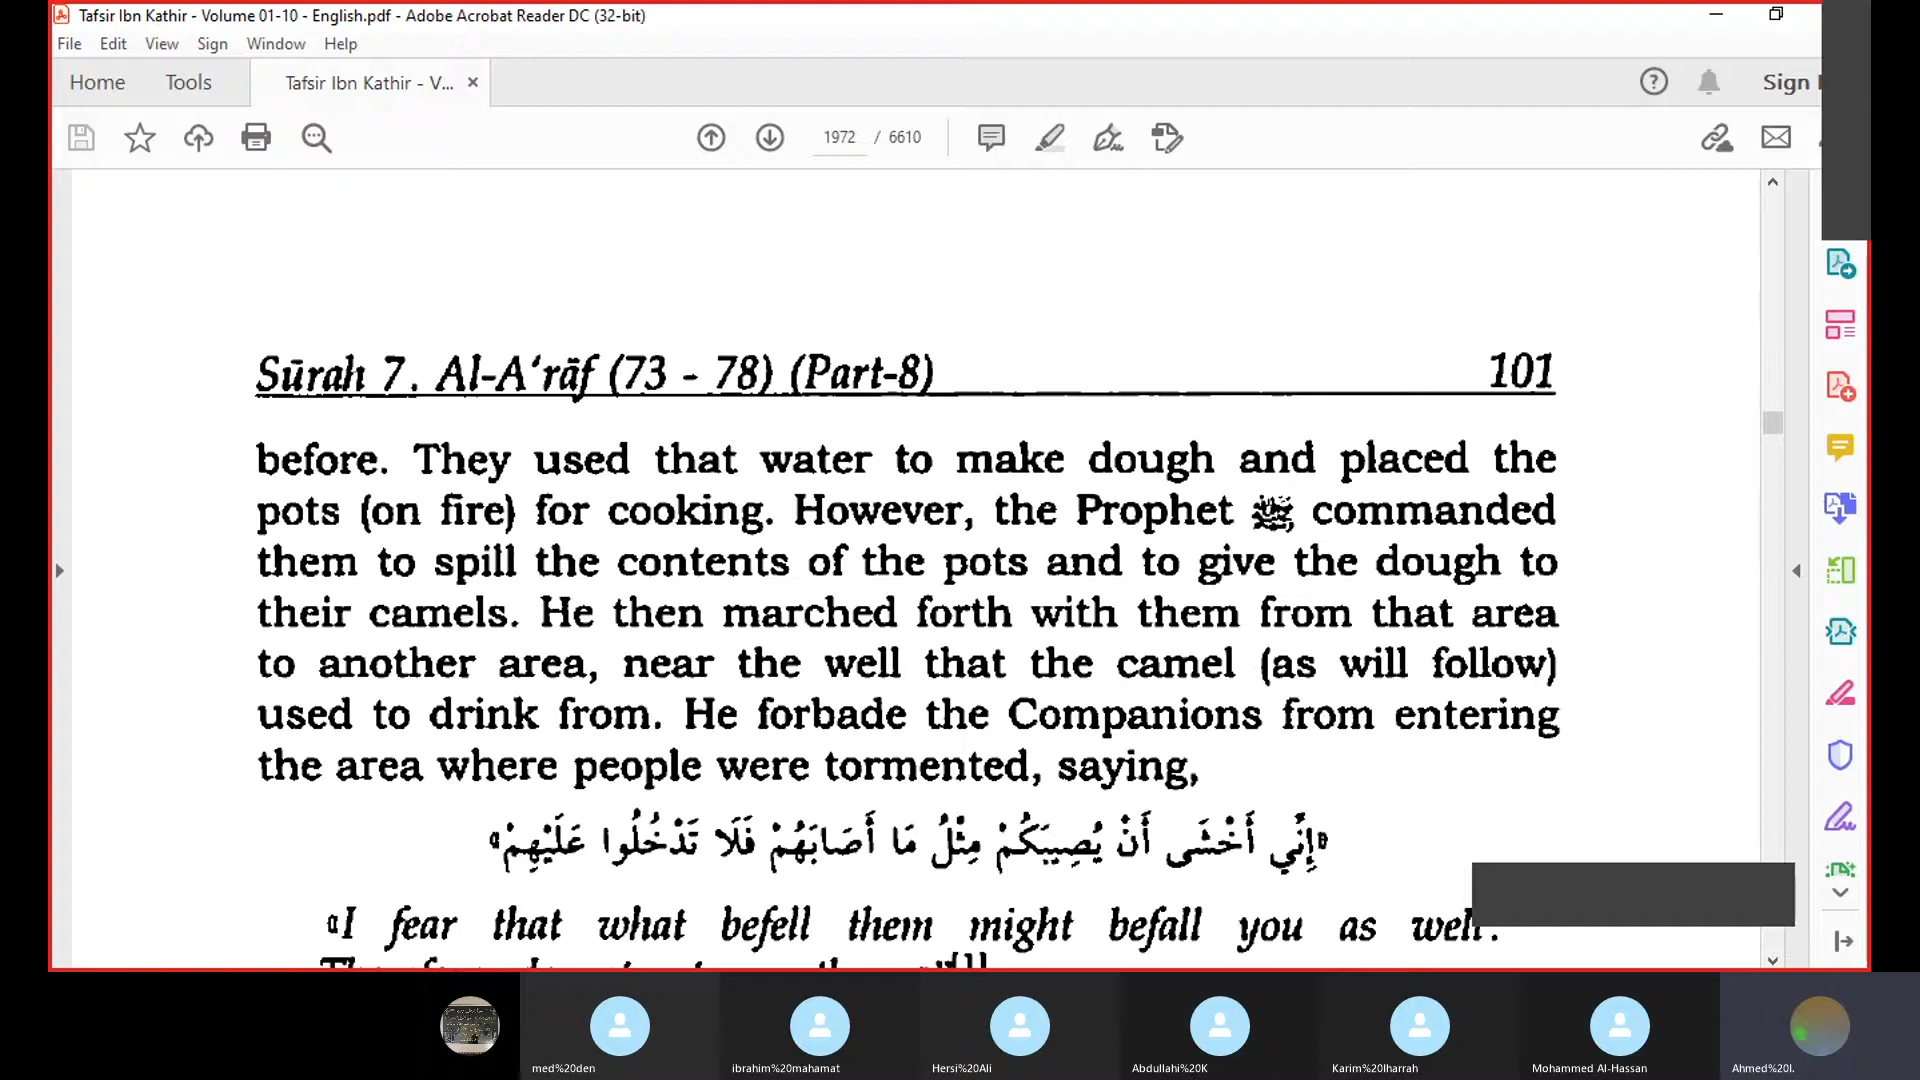 Tafsir Ibn Kathir - Volume 01-10 - English.pdf - Adobe Acrobat Reader DC (32-bit)
File Edit View Sign Window Help
Home Tools Tafsir Ibn Kathir - V... Sign
1972 / 6610
Sūrah 7. Al-A‘rāf (73 - 78) (Part-8) 101
before. They used that water to make dough and placed the
pots (on fire) for cooking. However, the Prophet ﷺ commanded
them to spill the contents of the pots and to give the dough to
their camels. He then marched forth with them from that area
to another area, near the well that the camel (as will follow)
used to drink from. He forbade the Companions from entering
the area where people were tormented, saying,
«إِنِّي أَخْشَى أَنْ يُصِيبَكُمْ مِثْلُ مَا أَصَابَهُمْ فَلَا تَدْخُلُوا عَلَيْهِمْ»
«I fear that what befell them might befall you as well.
med%20den ibrahim%20mahamat Hersi%20Ali Abdullahi%20K Karim%20Iharrah Mohammed Al-Hassan Ahmed%20I.